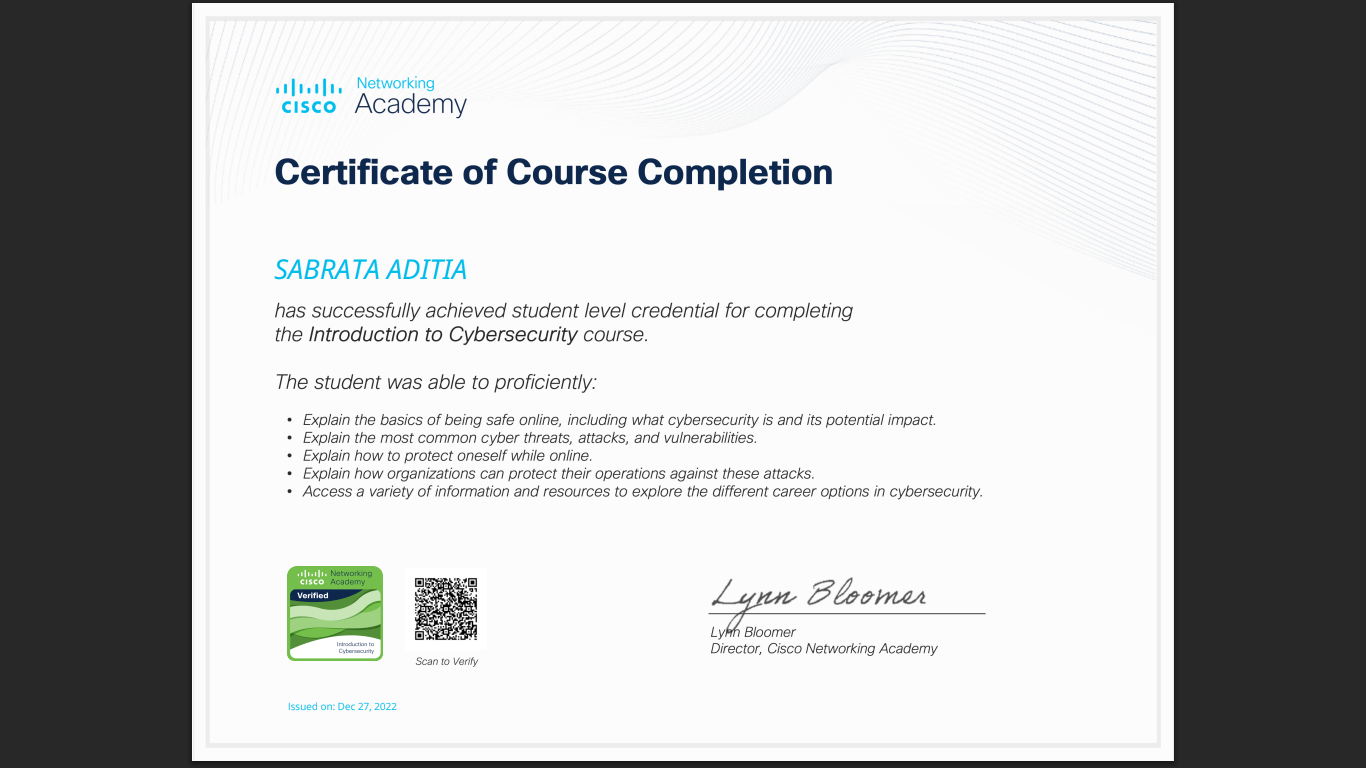 Networking
CISCO Academy
Certificate of Course Completion
SABRATA ADITIA
has successfully achieved student level credential for completing
the Introduction to Cybersecurity course.
The student was able to proficiently:
• Explain the basics of being safe online, including what cybersecurity is and its potential impact.
• Explain the most common cyber threats, attacks, and vulnerabilities.
• Explain how to protect oneself while online.
• Explain how organizations can protect their operations against these attacks.
• Access a variety of information and resources to explore the different career options in cybersecurity.
Networking
CISCO Academy
Verified
Introduction to
Cybersecurity
Scan to Verify
Lynn Bloomer
Lynn Bloomer
Director, Cisco Networking Academy
Issued on: Dec 27, 2022